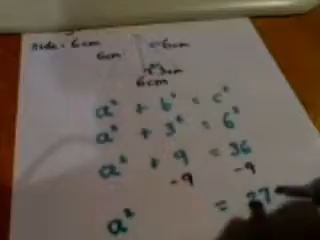 side = 6cm
6cm
= 6cm
3cm
6cm
a² + b² = c²
a² + 3² = 6²
a² + 9 = 36
-9 -9
a² = 27